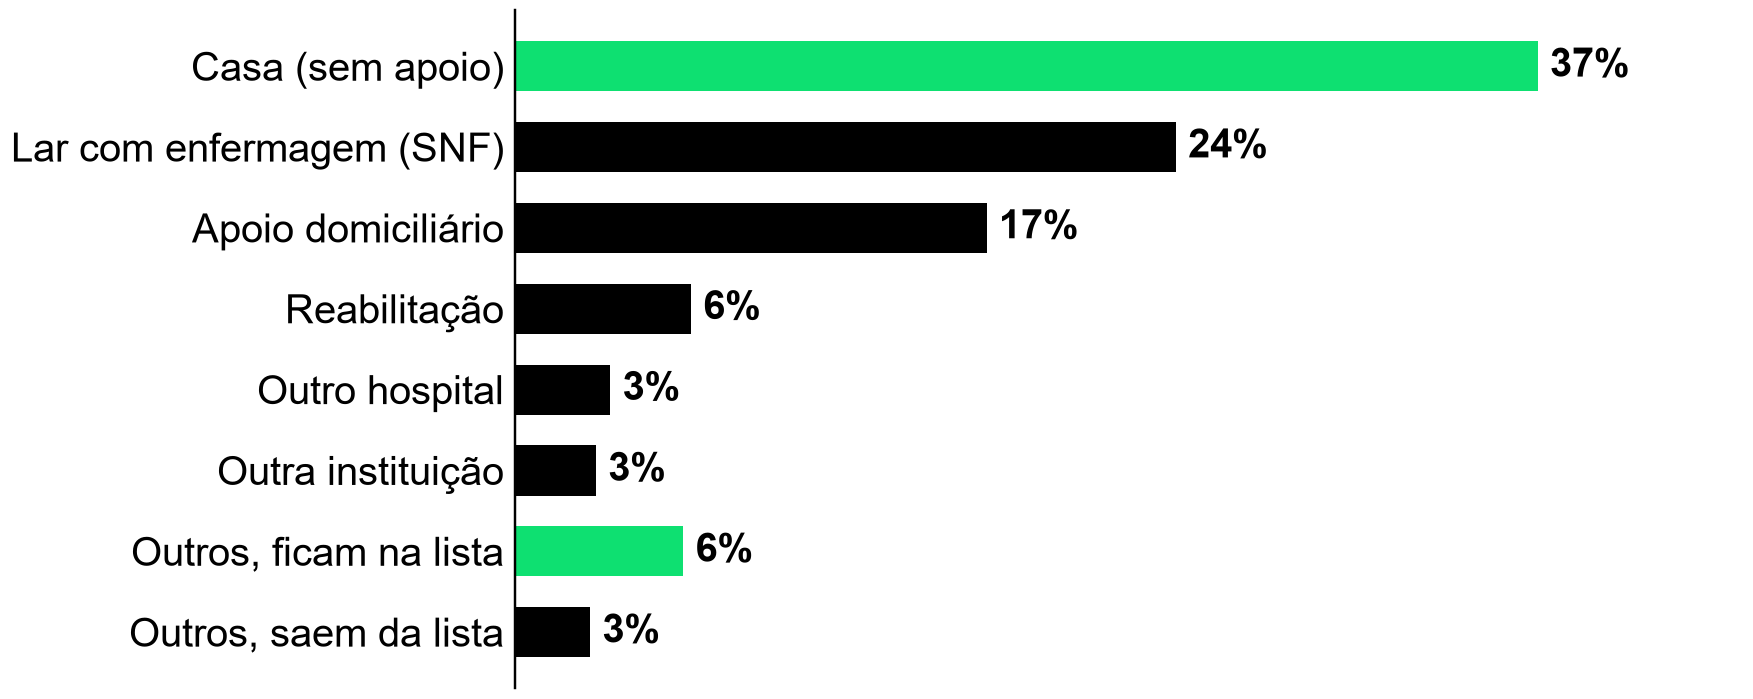 Casa (sem apoio) 37%
Lar com enfermagem (SNF) 24%
Apoio domiciliário 17%
Reabilitação 6%
Outro hospital 3%
Outra instituição 3%
Outros, ficam na lista 6%
Outros, saem da lista 3%